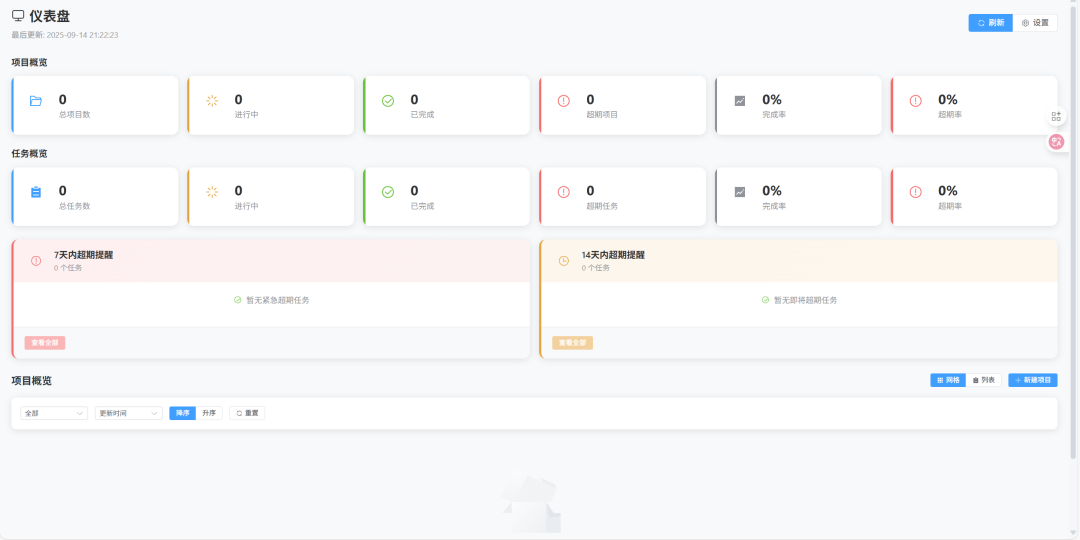 仪表盘
最后更新: 2025-09-14 21:22:23
刷新 设置
项目概览
0 0 0 0 0% 0%
总项目数 进行中 已完成 超期项目 完成率 超期率
任务概览
0 0 0 0 0% 0%
总任务数 进行中 已完成 超期任务 完成率 超期率
7天内超期提醒
0 个任务
暂无紧急超期任务
查看全部
14天内超期提醒
0 个任务
暂无即将超期任务
查看全部
项目概览
网格 列表 新建项目
全部 更新时间 降序 升序 重置